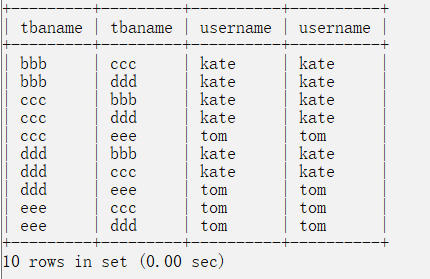 +---------+---------+----------+----------+
| tbaname | tbaname | username | username |
+---------+---------+----------+----------+
| bbb | ccc | kate | kate |
| bbb | ddd | kate | kate |
| ccc | bbb | kate | kate |
| ccc | ddd | kate | kate |
| ccc | eee | tom | tom |
| ddd | bbb | kate | kate |
| ddd | ccc | kate | kate |
| ddd | eee | tom | tom |
| eee | ccc | tom | tom |
| eee | ddd | tom | tom |
+---------+---------+----------+----------+
10 rows in set (0.00 sec)